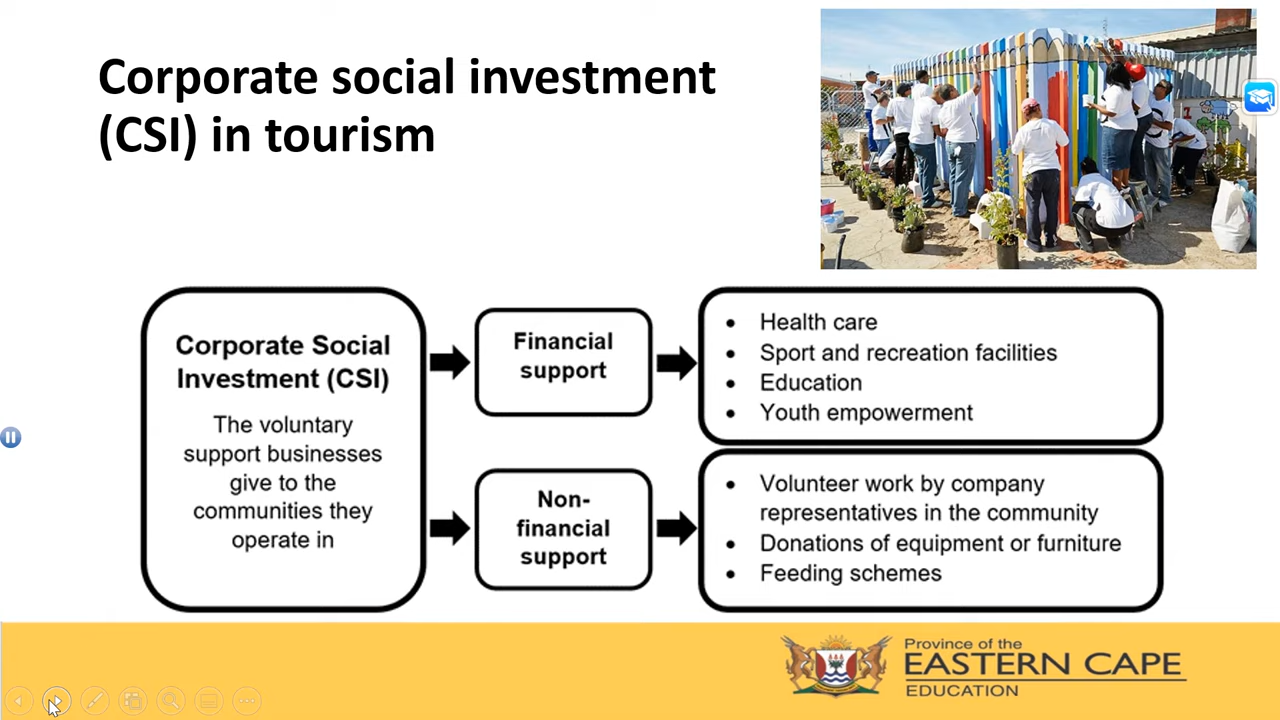 Corporate social investment
(CSI) in tourism
Corporate Social
Investment (CSI)
The voluntary
support businesses
give to the
communities they
operate in
Financial
support
• Health care
• Sport and recreation facilities
• Education
• Youth empowerment
Non-
financial
support
• Volunteer work by company
representatives in the community
• Donations of equipment or furniture
• Feeding schemes
Province of the
EASTERN CAPE
EDUCATION